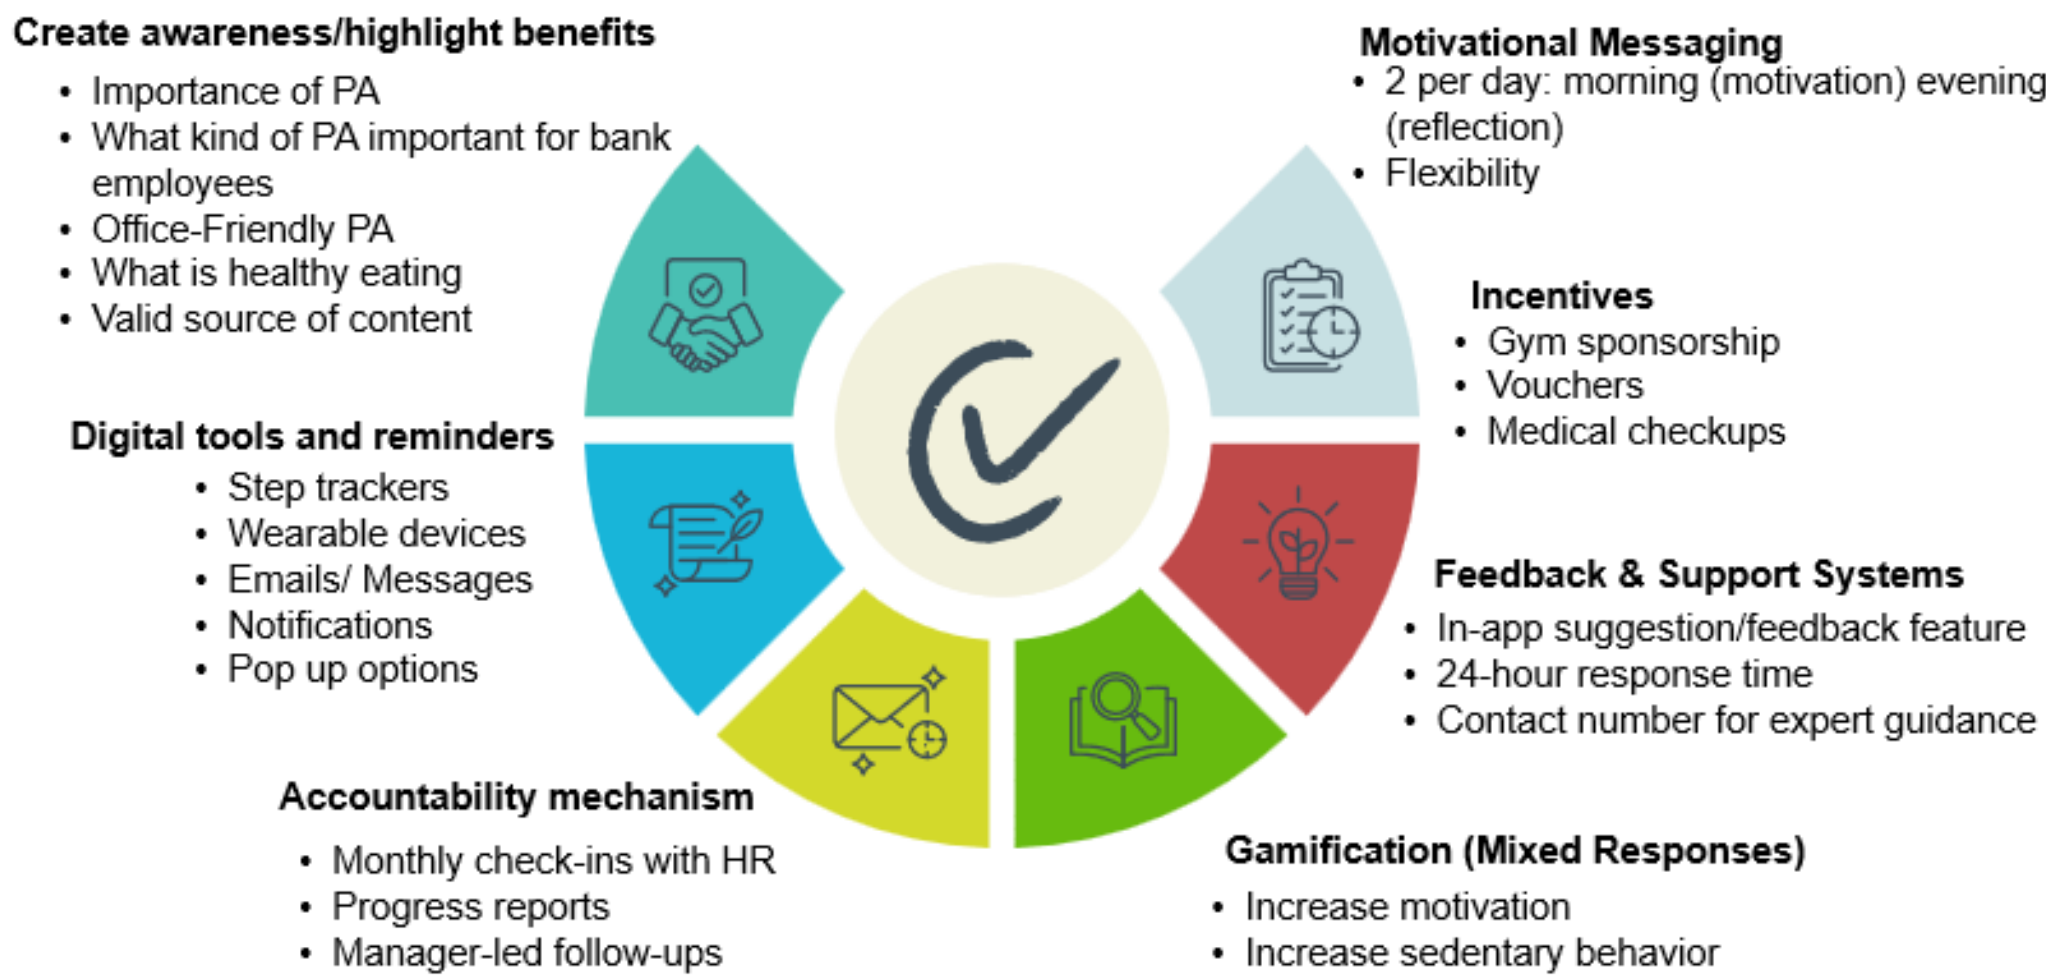 Create awareness/highlight benefits
• Importance of PA
• What kind of PA important for bank
employees
• Office-Friendly PA
• What is healthy eating
• Valid source of content
Digital tools and reminders
• Step trackers
• Wearable devices
• Emails/ Messages
• Notifications
• Pop up options
Accountability mechanism
• Monthly check-ins with HR
• Progress reports
• Manager-led follow-ups
Motivational Messaging
• 2 per day: morning (motivation) evening
(reflection)
• Flexibility
Incentives
• Gym sponsorship
• Vouchers
• Medical checkups
Feedback & Support Systems
• In-app suggestion/feedback feature
• 24-hour response time
• Contact number for expert guidance
Gamification (Mixed Responses)
• Increase motivation
• Increase sedentary behavior